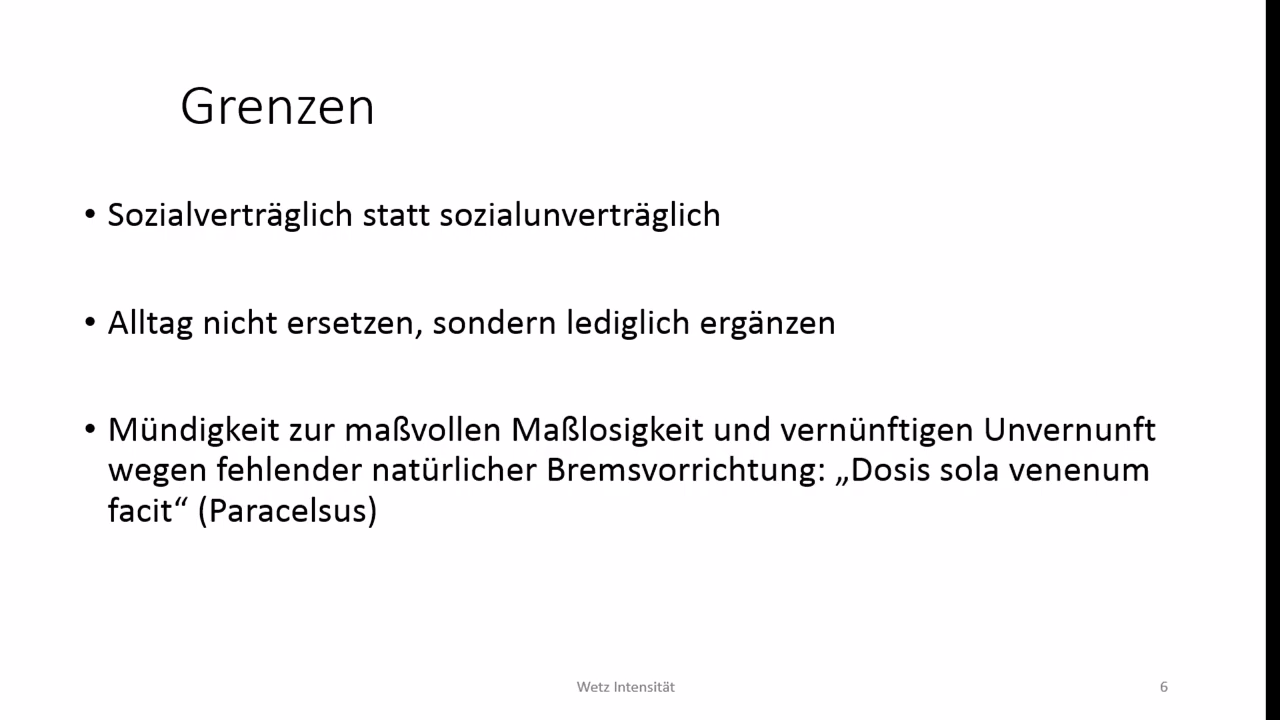 Grenzen
• Sozialverträglich statt sozialunverträglich
• Alltag nicht ersetzen, sondern lediglich ergänzen
• Mündigkeit zur maßvollen Maßlosigkeit und vernünftigen Unvernunft
wegen fehlender natürlicher Bremsvorrichtung: „Dosis sola venenum
facit“ (Paracelsus)
Wetz Intensität
6